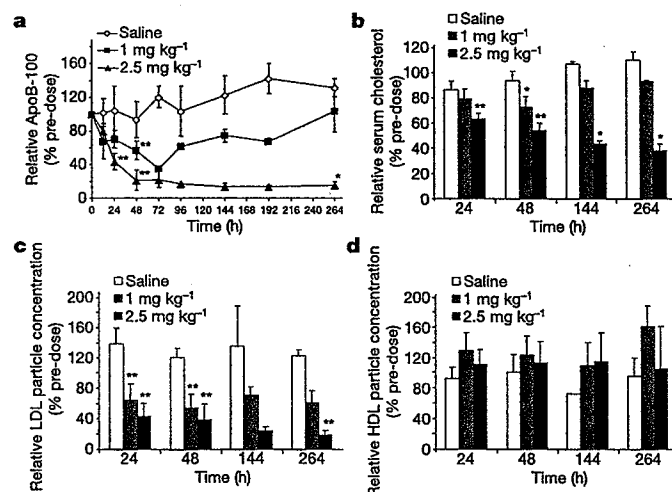 a
Saline
1 mg kg⁻¹
2.5 mg kg⁻¹
Relative ApoB-100
(% pre-dose)
160
120
80
40
0
**
**
**
*
0 24 48 72 96 120 144 168 192 216 240 264
Time (h)
b
Saline
1 mg kg⁻¹
2.5 mg kg⁻¹
Relative serum cholesterol
(% pre-dose)
120
100
80
60
40
20
0
**
*
**
*
*
24 48 144 264
Time (h)
c
Saline
1 mg kg⁻¹
2.5 mg kg⁻¹
Relative LDL particle concentration
(% pre-dose)
200
160
120
80
40
0
**
**
**
**
**
24 48 144 264
Time (h)
d
Saline
1 mg kg⁻¹
2.5 mg kg⁻¹
Relative HDL particle concentration
(% pre-dose)
200
160
120
80
40
0
24 48 144 264
Time (h)